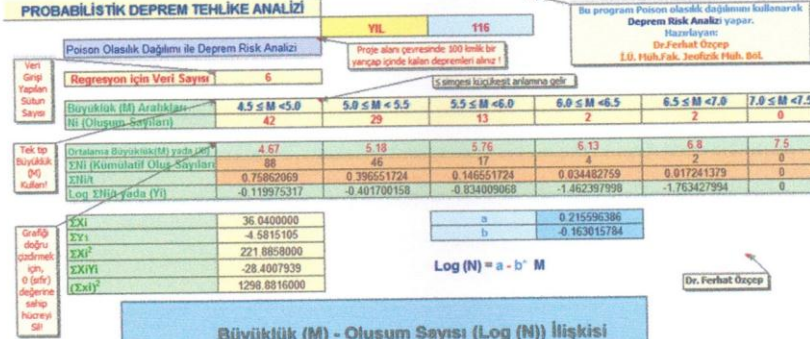 PROBABİLİSTİK DEPREM TEHLİKE ANALİZİ
YIL 116
Bu program Poison olasılık dağılımını kullanarak
Deprem Risk Analizi yapar.
Hazırlayan:
Dr.Ferhat Özçep
İ.Ü. Müh.Fak. Jeofizik Müh. Böl.
Poison Olasılık Dağılımı ile Deprem Risk Analizi
Proje alanı çevresinde 100 kmlik bir
yarıçap içinde kalan depremleri alınız !
Veri
Girişi
Yapılan
Sütun
Sayısı
Regresyon için Veri Sayısı 6
≤ simgesi küçükeşit anlamına gelir
Büyüklük (M) Aralıkları 4.5 ≤ M <5.0 5.0 ≤ M < 5.5 5.5 ≤ M <6.0 6.0 ≤ M <6.5 6.5 ≤ M <7.0 7.0 ≤ M <7.5
Ni (Oluşum Sayıları) 42 29 13 2 2 0
Tek tip
Büyüklük
(M)
Kullan!
Ortalama Büyüklük(M) yada (Xi) 4.67 5.18 5.76 6.13 6.8 7.5
ΣNi (Kümülatif Oluş Sayıları 88 46 17 4 2 0
ΣNi/t 0.75862069 0.396551724 0.146551724 0.034482759 0.017241379 0
Log ΣNi/t yada (Yi) -0.119975317 -0.401700158 -0.834009068 -1.462397998 -1.763427994 0
Grafiği
doğru
çizdirmek
için,
0 (sıfır)
değerine
sahip
hücreyi
Sil!
ΣXi 36.0400000
ΣYi -4.5815105
ΣXi² 221.8858000
ΣXiYi -28.4007939
(Σxi)² 1298.8816000
a 0.215596386
b -0.163015784
Log (N) = a - b* M
Dr. Ferhat Özçep
Büyüklük (M) - Oluşum Sayısı (Log (N)) İlişkisi